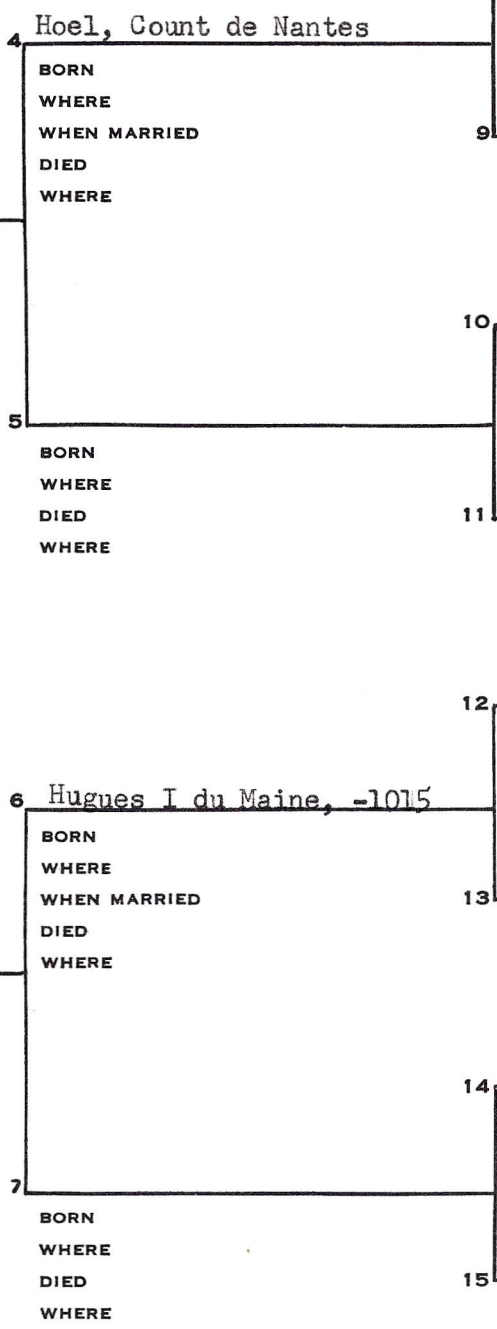 Hoel, Count de Nantes
4
BORN
WHERE
WHEN MARRIED
9
DIED
WHERE
10
5
BORN
WHERE
DIED
11
WHERE
12
6 Hugues I du Maine, -1015
BORN
WHERE
WHEN MARRIED
13
DIED
WHERE
14
7
BORN
WHERE
DIED
15
WHERE